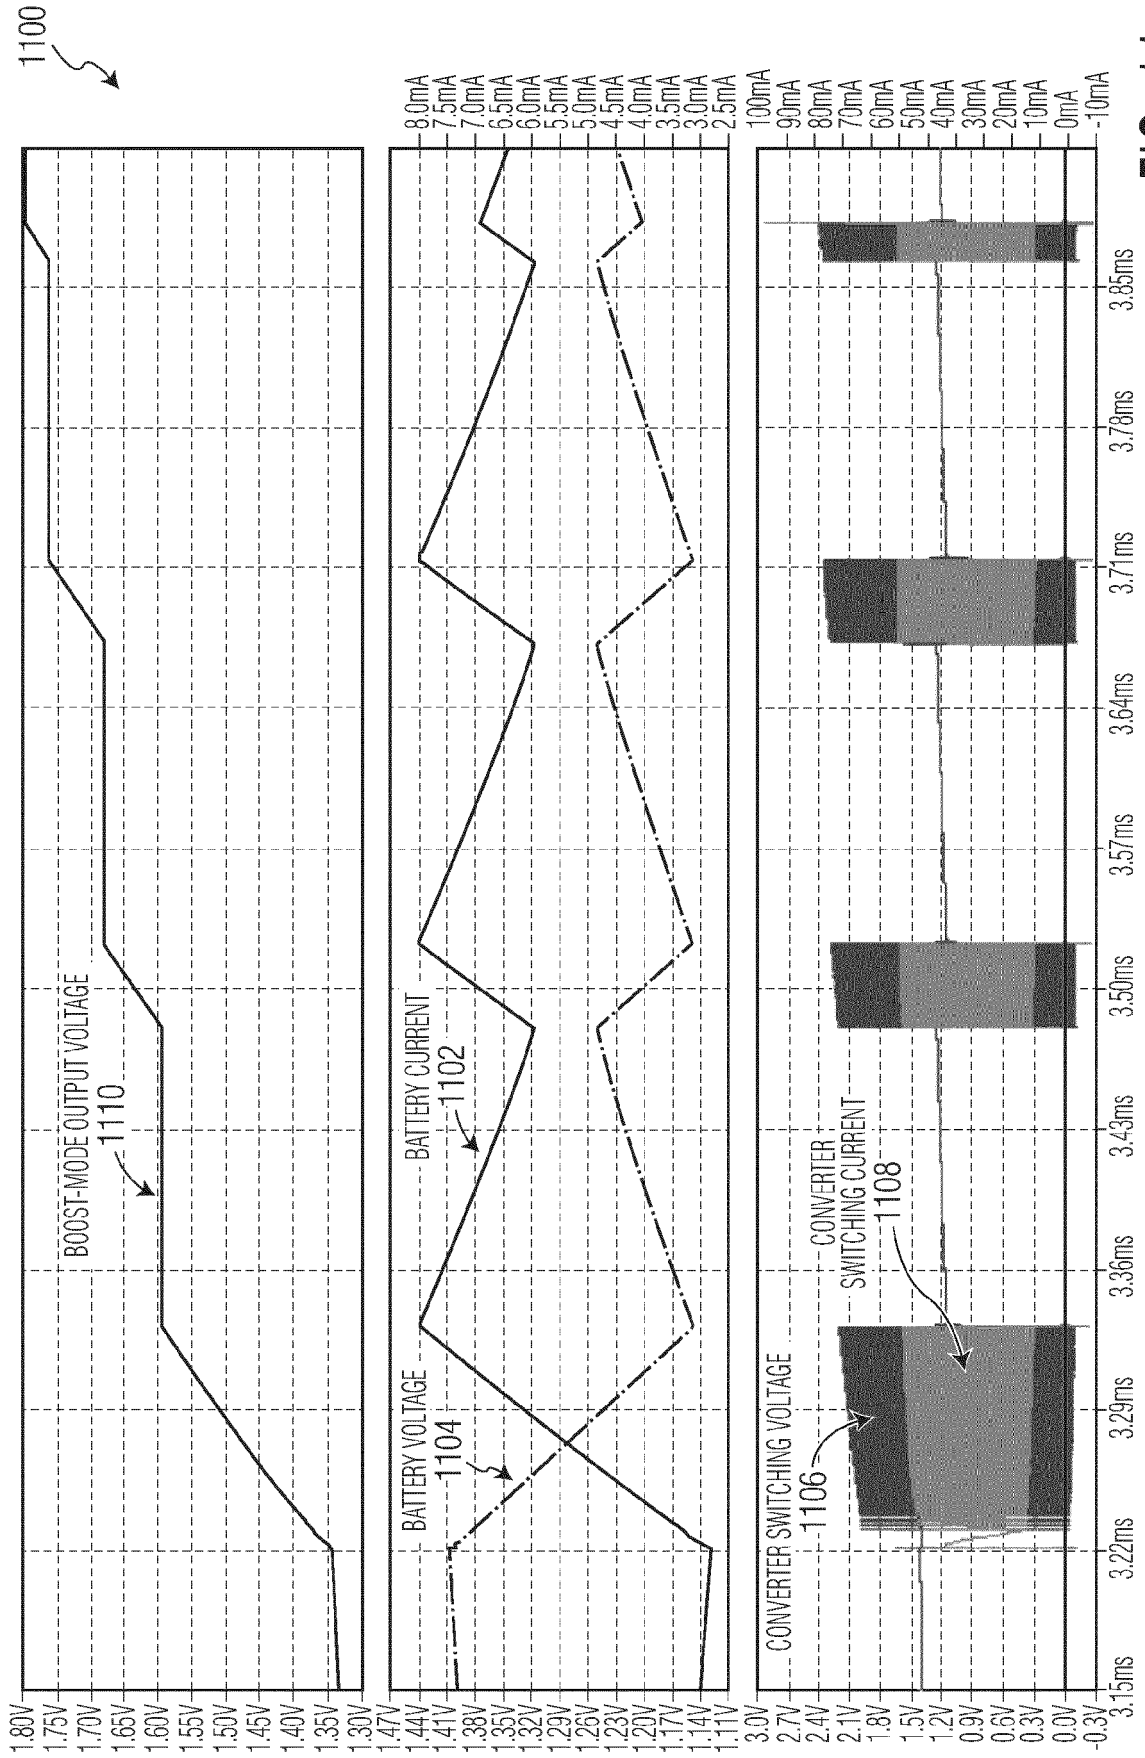 1100
1.80V
1.75V
1.70V
1.65V
1.60V
1.55V
1.50V
1.45V
1.40V
1.35V
1.30V
BOOST-MODE OUTPUT VOLTAGE
1110
1.47V
1.44V
1.41V
1.38V
1.35V
1.32V
1.29V
1.26V
1.23V
1.20V
1.17V
1.14V
1.11V
BATTERY VOLTAGE
1104
BATTERY CURRENT
1102
8.0mA
7.5mA
7.0mA
6.5mA
6.0mA
5.5mA
5.0mA
4.5mA
4.0mA
3.5mA
3.0mA
2.5mA
3.0V
2.7V
2.4V
2.1V
1.8V
1.5V
1.2V
0.9V
0.6V
0.3V
0.0V
-0.3V
CONVERTER SWITCHING VOLTAGE
1106
CONVERTER
SWITCHING CURRENT
1108
100mA
90mA
80mA
70mA
60mA
50mA
40mA
30mA
20mA
10mA
0mA
-10mA
3.15ms
3.22ms
3.29ms
3.36ms
3.43ms
3.50ms
3.57ms
3.64ms
3.71ms
3.78ms
3.85ms